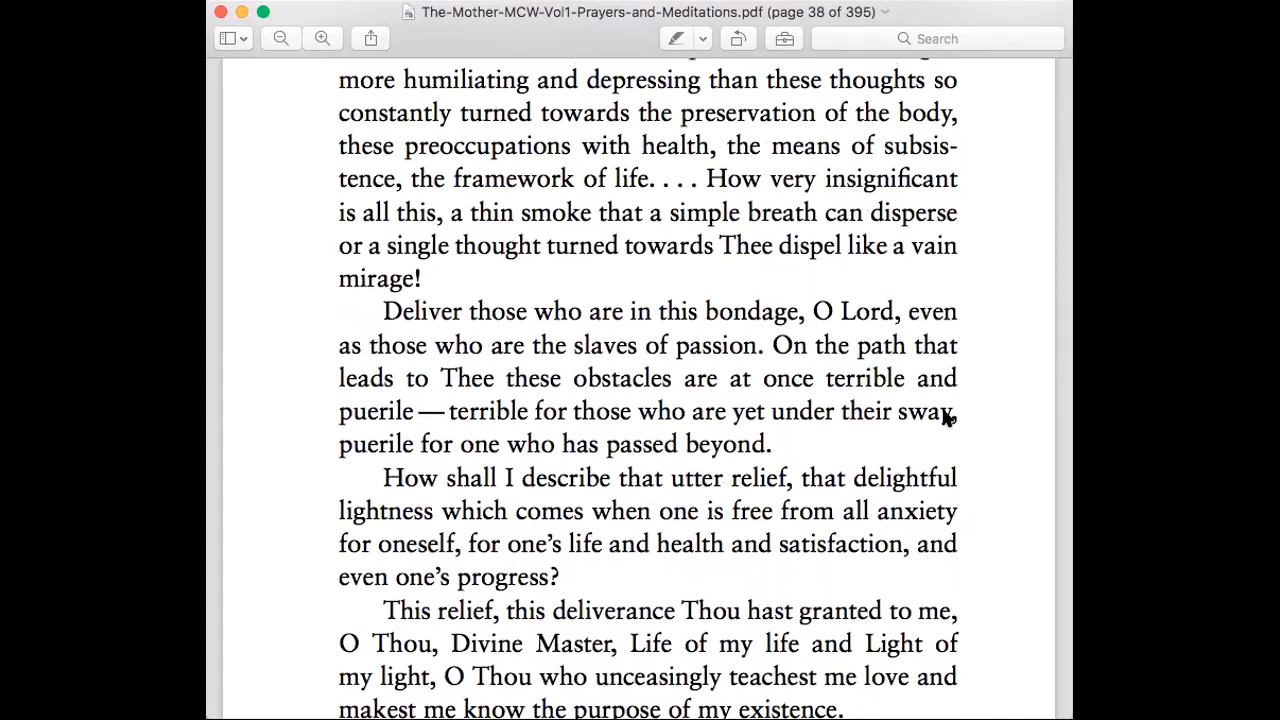 The-Mother-MCW-Vol1-Prayers-and-Meditations.pdf (page 38 of 395)
Search
more humiliating and depressing than these thoughts so
constantly turned towards the preservation of the body,
these preoccupations with health, the means of subsis-
tence, the framework of life. . . . How very insignificant
is all this, a thin smoke that a simple breath can disperse
or a single thought turned towards Thee dispel like a vain
mirage!
Deliver those who are in this bondage, O Lord, even
as those who are the slaves of passion. On the path that
leads to Thee these obstacles are at once terrible and
puerile — terrible for those who are yet under their sway,
puerile for one who has passed beyond.
How shall I describe that utter relief, that delightful
lightness which comes when one is free from all anxiety
for oneself, for one’s life and health and satisfaction, and
even one’s progress?
This relief, this deliverance Thou hast granted to me,
O Thou, Divine Master, Life of my life and Light of
my light, O Thou who unceasingly teachest me love and
makest me know the purpose of my existence.